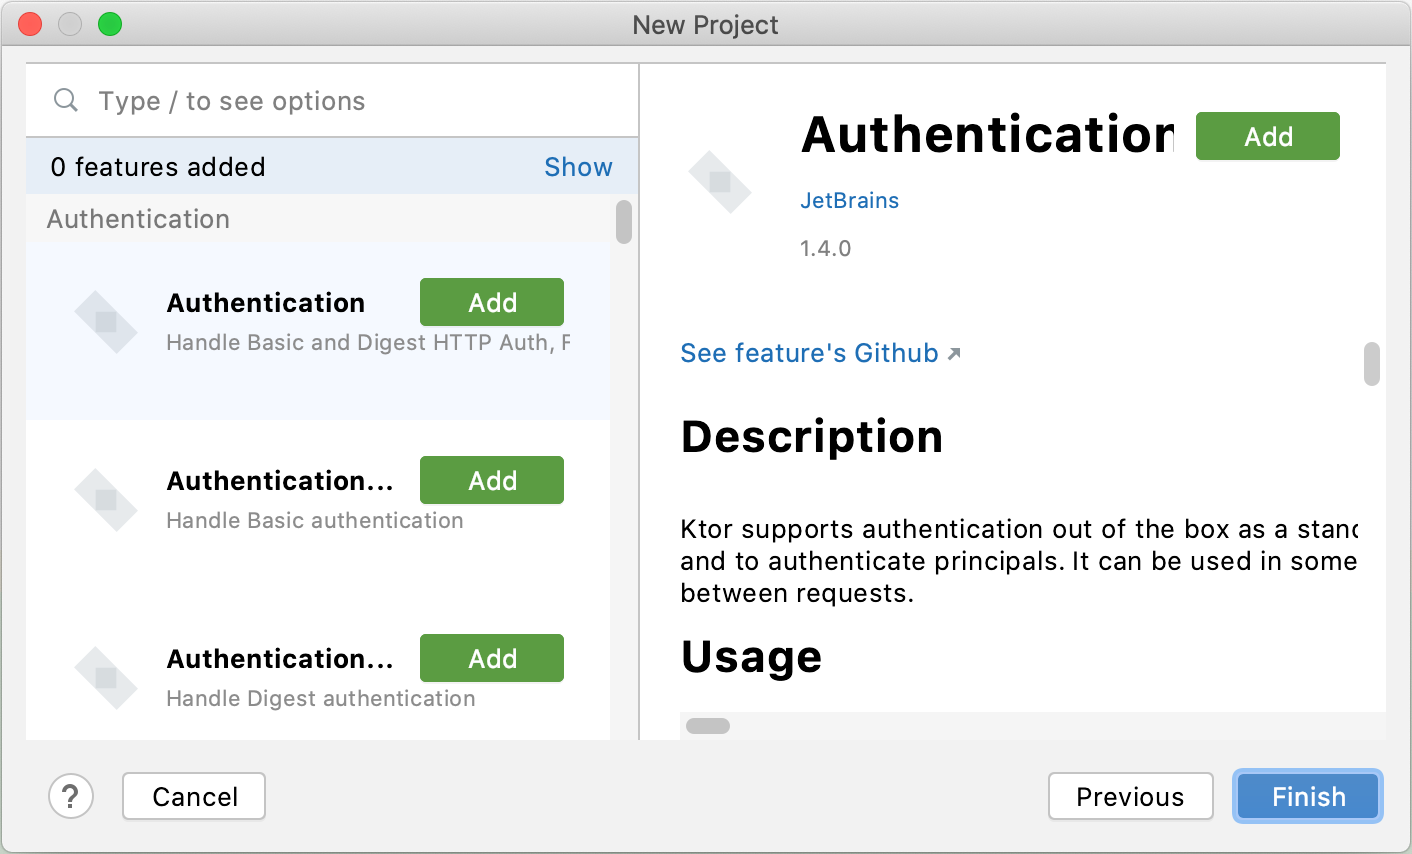 New Project
Type / to see options
0 features added
Show
Authentication
Authentication
Add
Handle Basic and Digest HTTP Auth, F
Authentication...
Add
Handle Basic authentication
Authentication...
Add
Handle Digest authentication
Authentication
Add
JetBrains
1.4.0
See feature's Github
Description
Ktor supports authentication out of the box as a stand
and to authenticate principals. It can be used in some
between requests.
Usage
?
Cancel
Previous
Finish